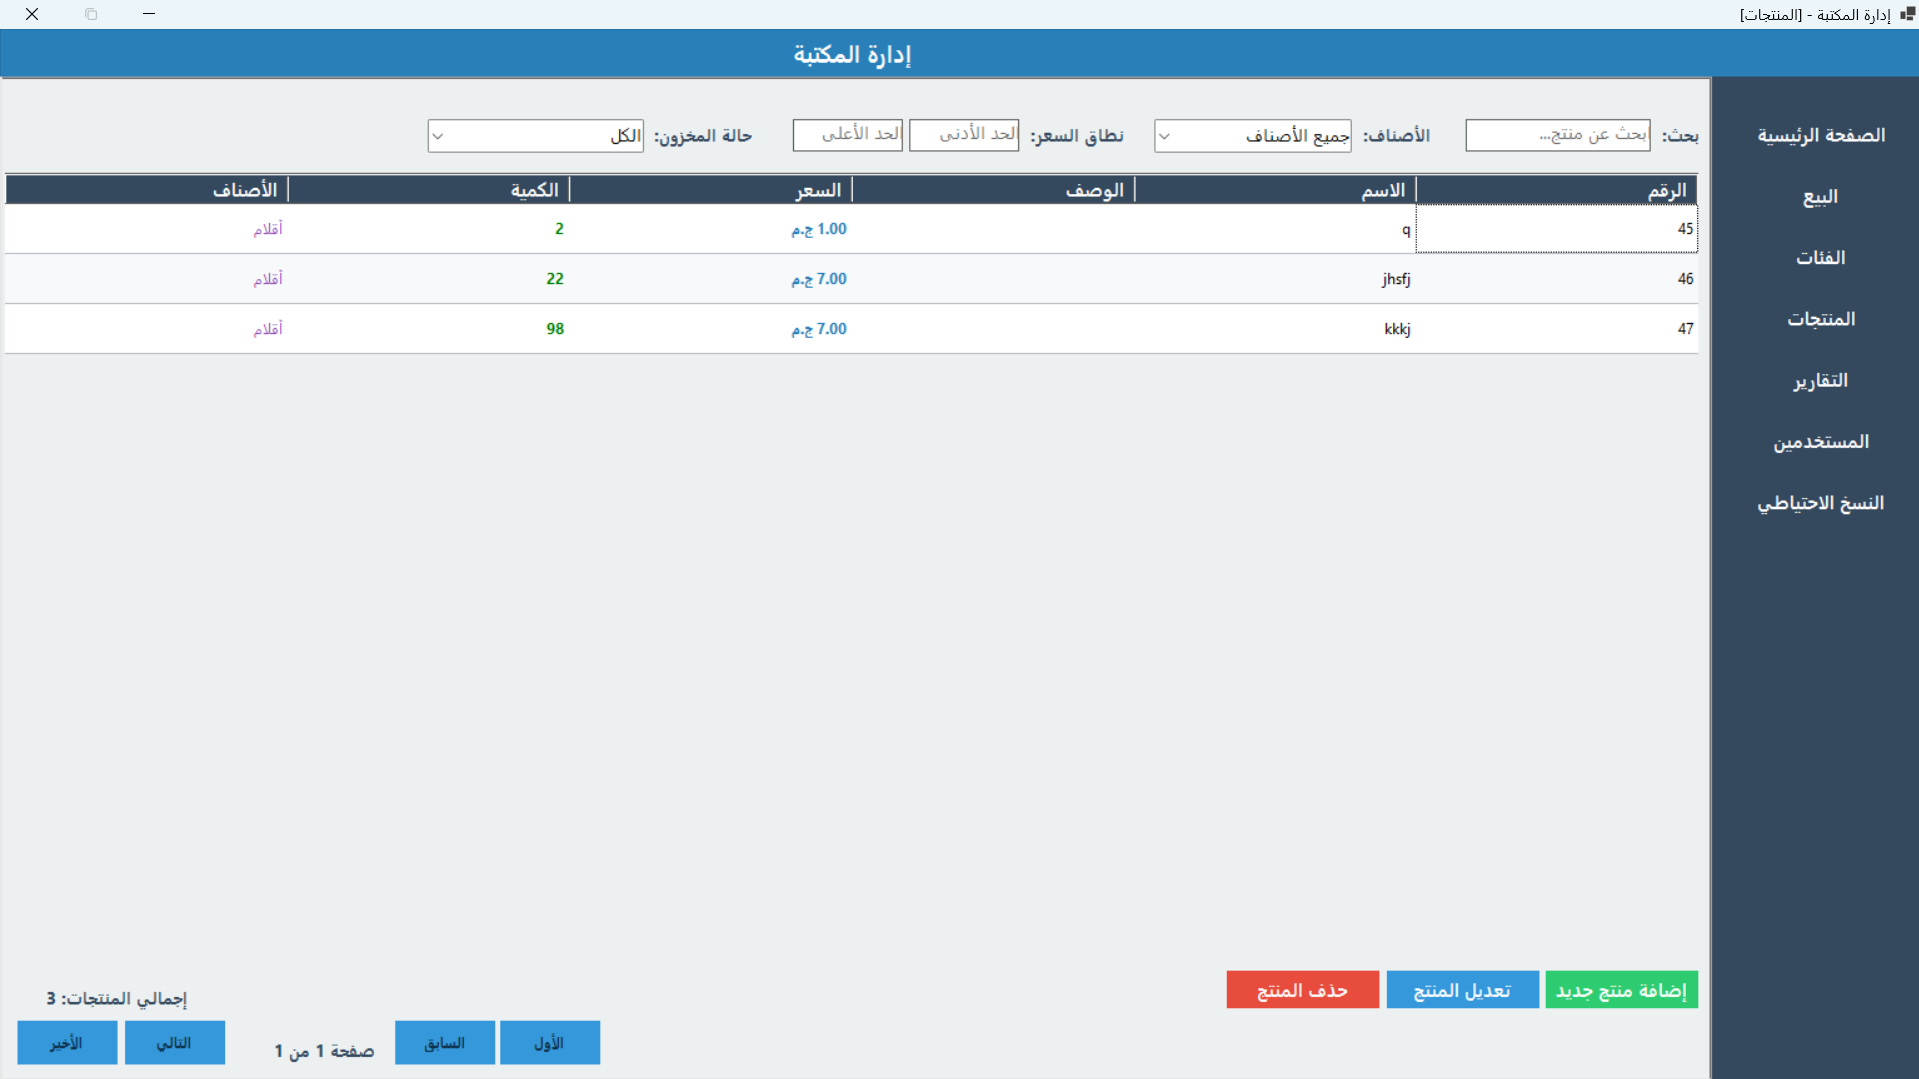 إدارة المكتبة - [المنتجات]
إدارة المكتبة
الصفحة الرئيسية
البيع
الفئات
المنتجات
التقارير
المستخدمين
النسخ الاحتياطي
بحث: ابحث عن منتج... الأصناف: جميع الأصناف نطاق السعر: الحد الأدنى الحد الأعلى حالة المخزون: الكل
الرقم الاسم الوصف السعر الكمية الأصناف
45 q 1.00 ج.م 2 أقلام
46 jhsfj 7.00 ج.م 22 أقلام
47 kkkj 7.00 ج.م 98 أقلام
إضافة منتج جديد تعديل المنتج حذف المنتج
إجمالي المنتجات: 3
الأول السابق صفحة 1 من 1 التالي الأخير